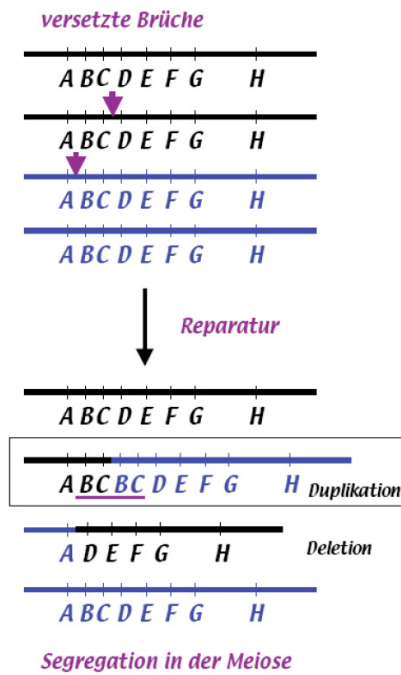 versetzte Brüche
A B C D E F G H
A B C D E F G H
A B C D E F G H
A B C D E F G H
Reparatur
A B C D E F G H
A B C B C D E F G H Duplikation
A D E F G H Deletion
A B C D E F G H
Segregation in der Meiose